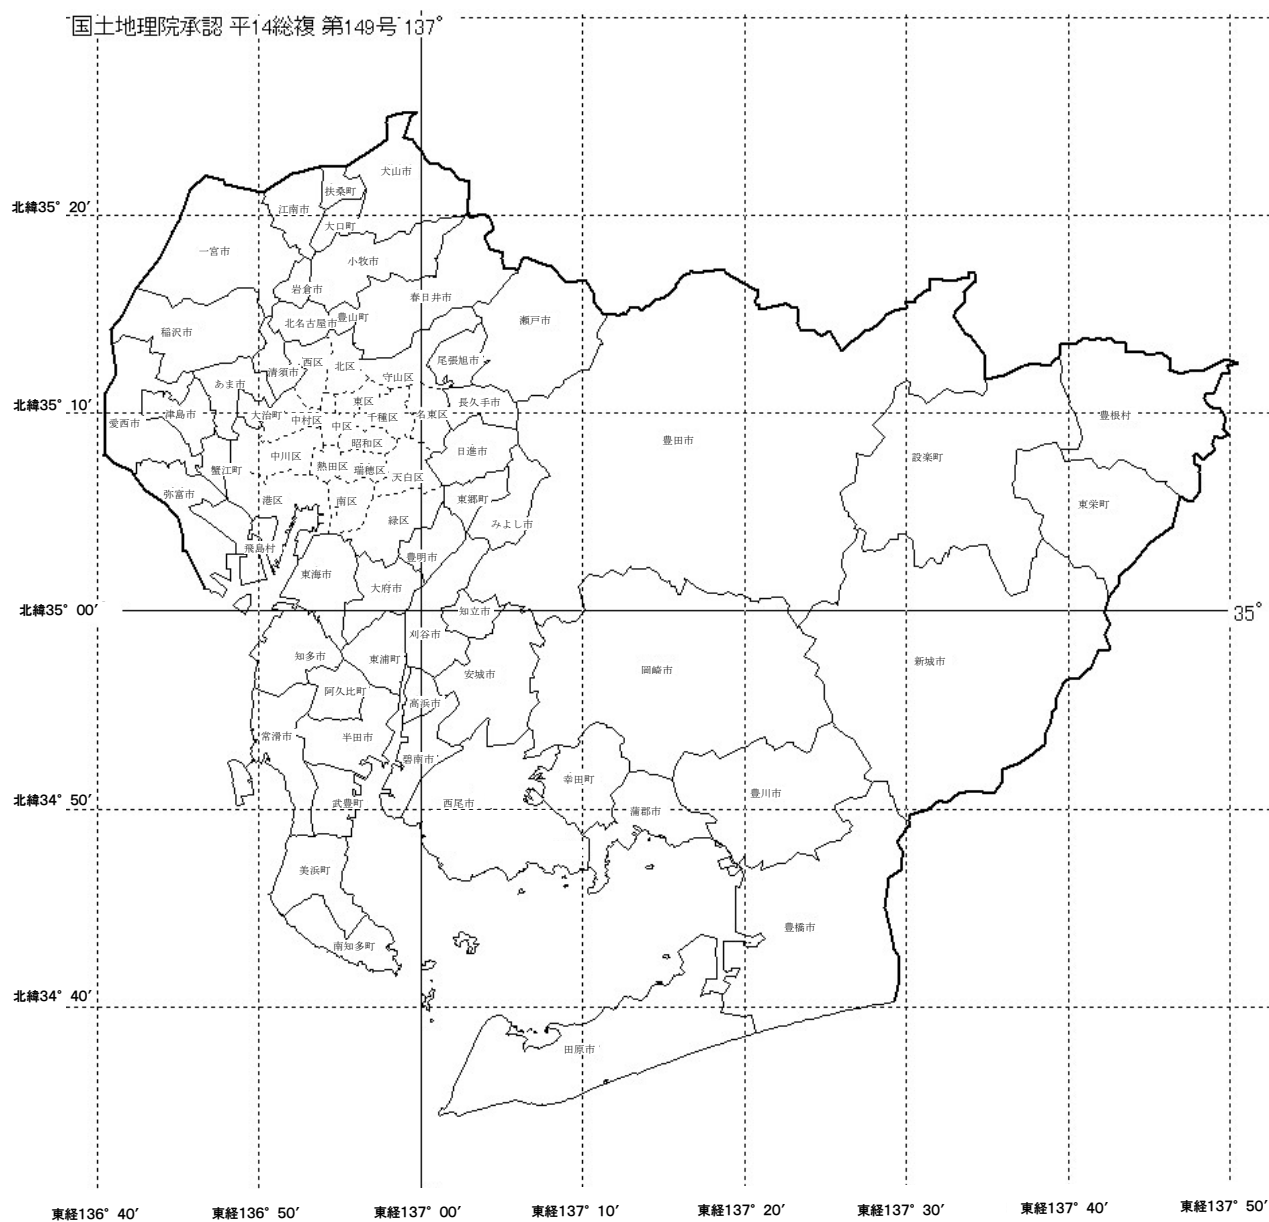 国土地理院承認 平14総複 第149号 137°
犬山市
扶桑町
北緯35° 20′
江南市
大口町
一宮市
小牧市
岩倉市
春日井市
豊山町
瀬戸市
北名古屋市
稲沢市
西区
北区
尾張旭市
清須市
守山区
あま市
東区
長久手市
北緯35° 10′
津島市
大治町
中村区
中区
千種区
名東区
豊根村
愛西市
昭和区
豊田市
日進市
設楽町
中川区
熱田区
瑞穂区
蟹江町
天白区
弥富市
港区
南区
東郷町
東栄町
緑区
みよし市
飛島村
豊明市
東海市
大府市
北緯35° 00′
知立市
35°
刈谷市
知多市
東浦町
岡崎市
新城市
安城市
阿久比町
高浜市
常滑市
半田市
碧南市
幸田町
豊川市
北緯34° 50′
武豊町
西尾市
蒲郡市
美浜町
豊橋市
南知多町
北緯34° 40′
田原市
東経136° 40′
東経136° 50′
東経137° 00′
東経137° 10′
東経137° 20′
東経137° 30′
東経137° 40′
東経137° 50′